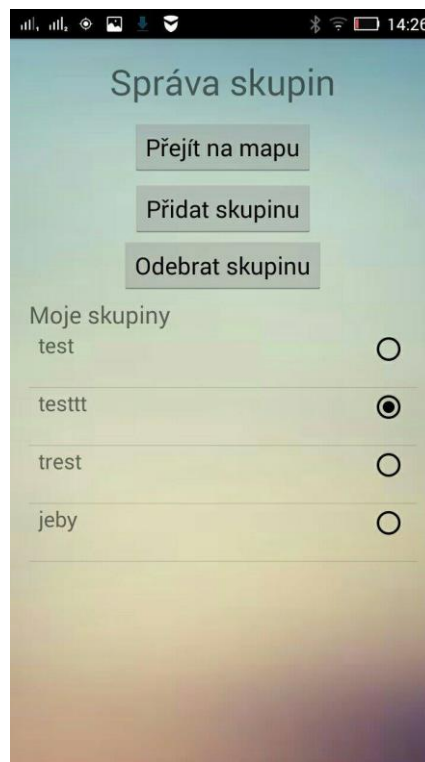 14:26
Správa skupin
Přejít na mapu
Přidat skupinu
Odebrat skupinu
Moje skupiny
test
testtt
trest
jeby